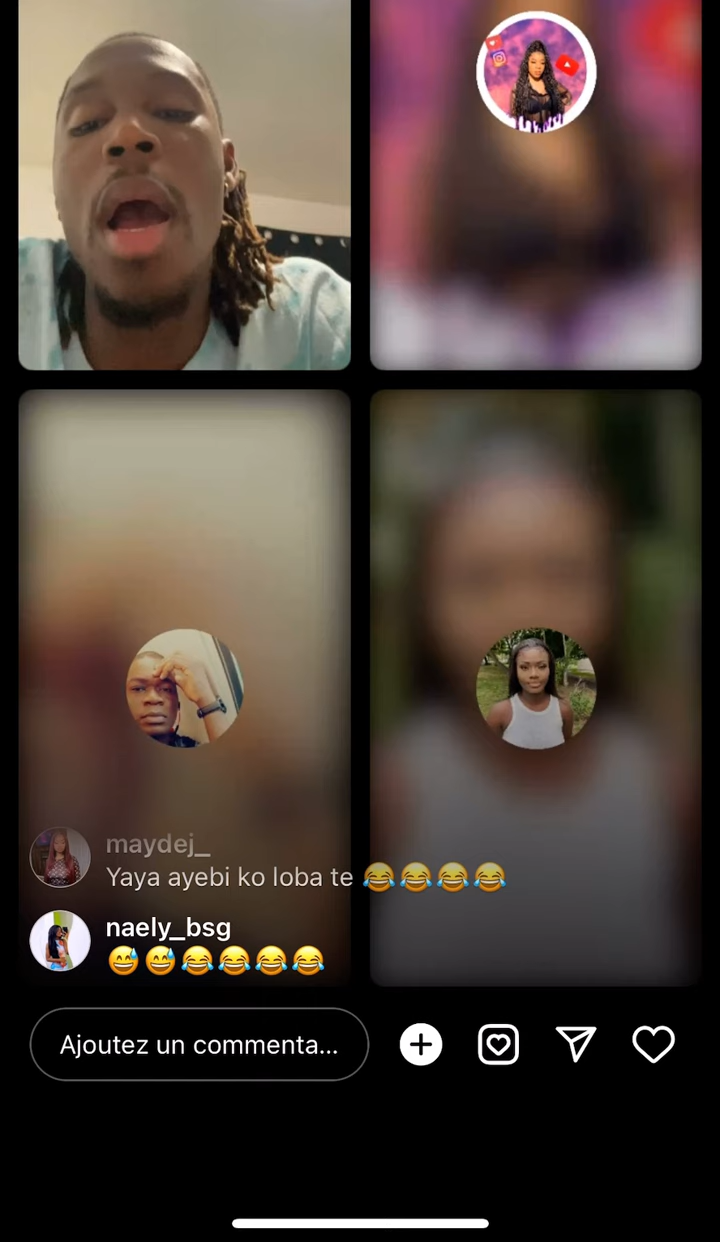 maydej_
Yaya ayebi ko loba te 😂😂😂😂
naely_bsg
😅😅😂😂😂😂
Ajoutez un commenta...